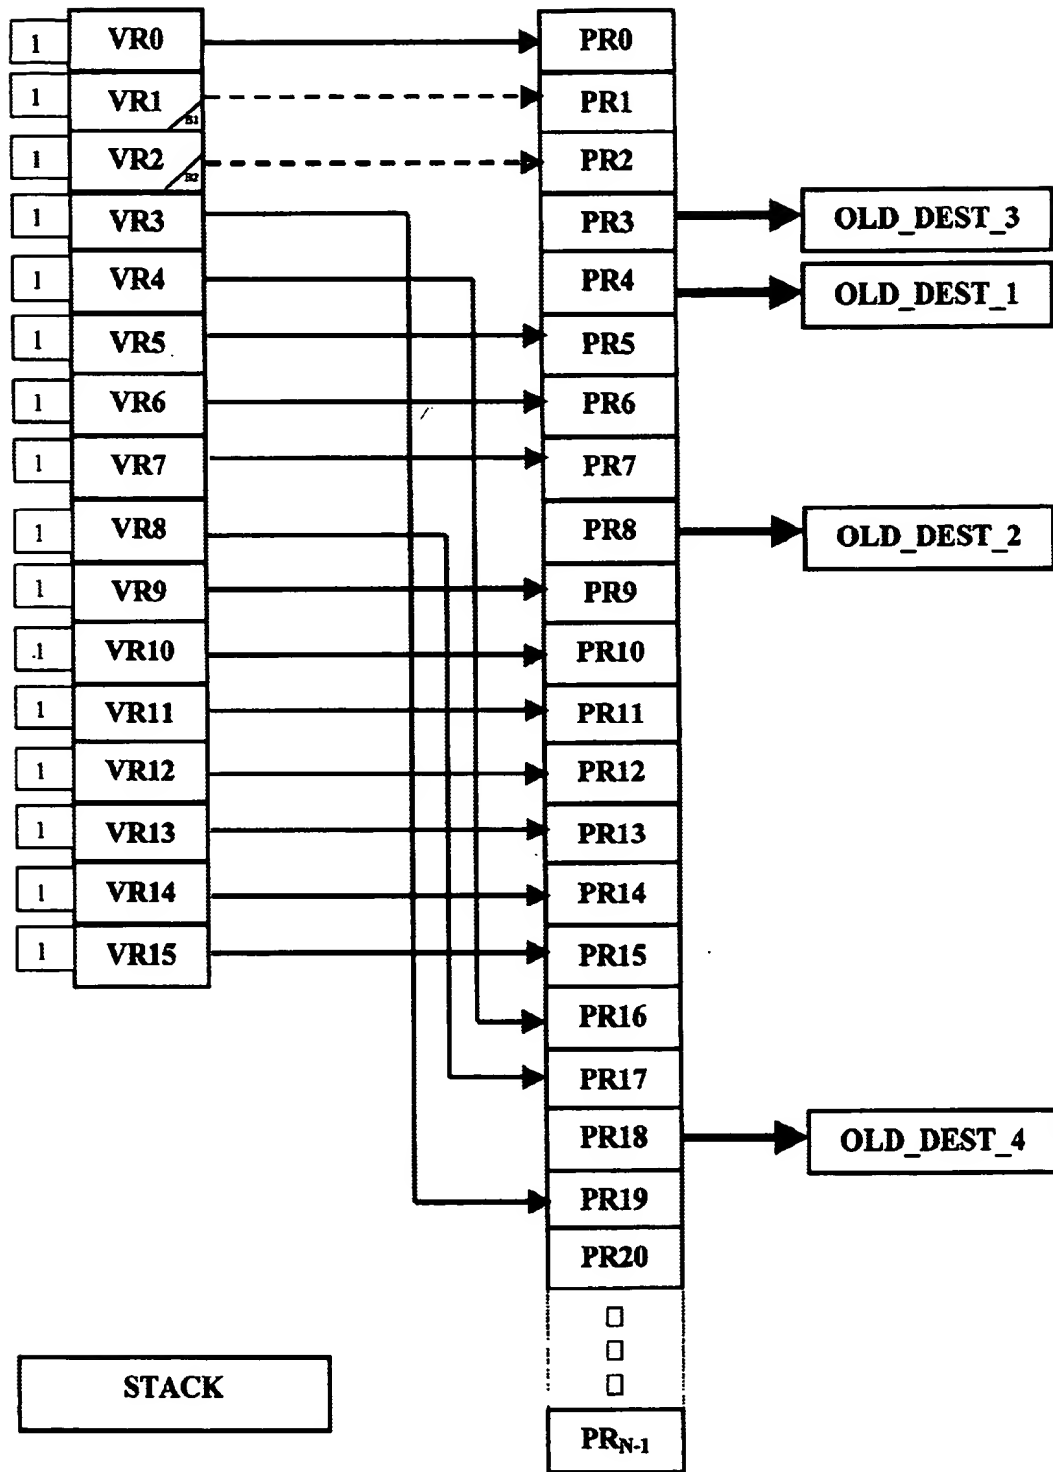 1 VR0 PR0
1 VR1 B1 PR1
1 VR2 B2 PR2
1 VR3 PR3 OLD_DEST_3
1 VR4 PR4 OLD_DEST_1
1 VR5 PR5
1 VR6 PR6
1 VR7 PR7
1 VR8 PR8 OLD_DEST_2
1 VR9 PR9
1 VR10 PR10
1 VR11 PR11
1 VR12 PR12
1 VR13 PR13
1 VR14 PR14
1 VR15 PR15
PR16
PR17
PR18 OLD_DEST_4
PR19
PR20
STACK
PRN-1